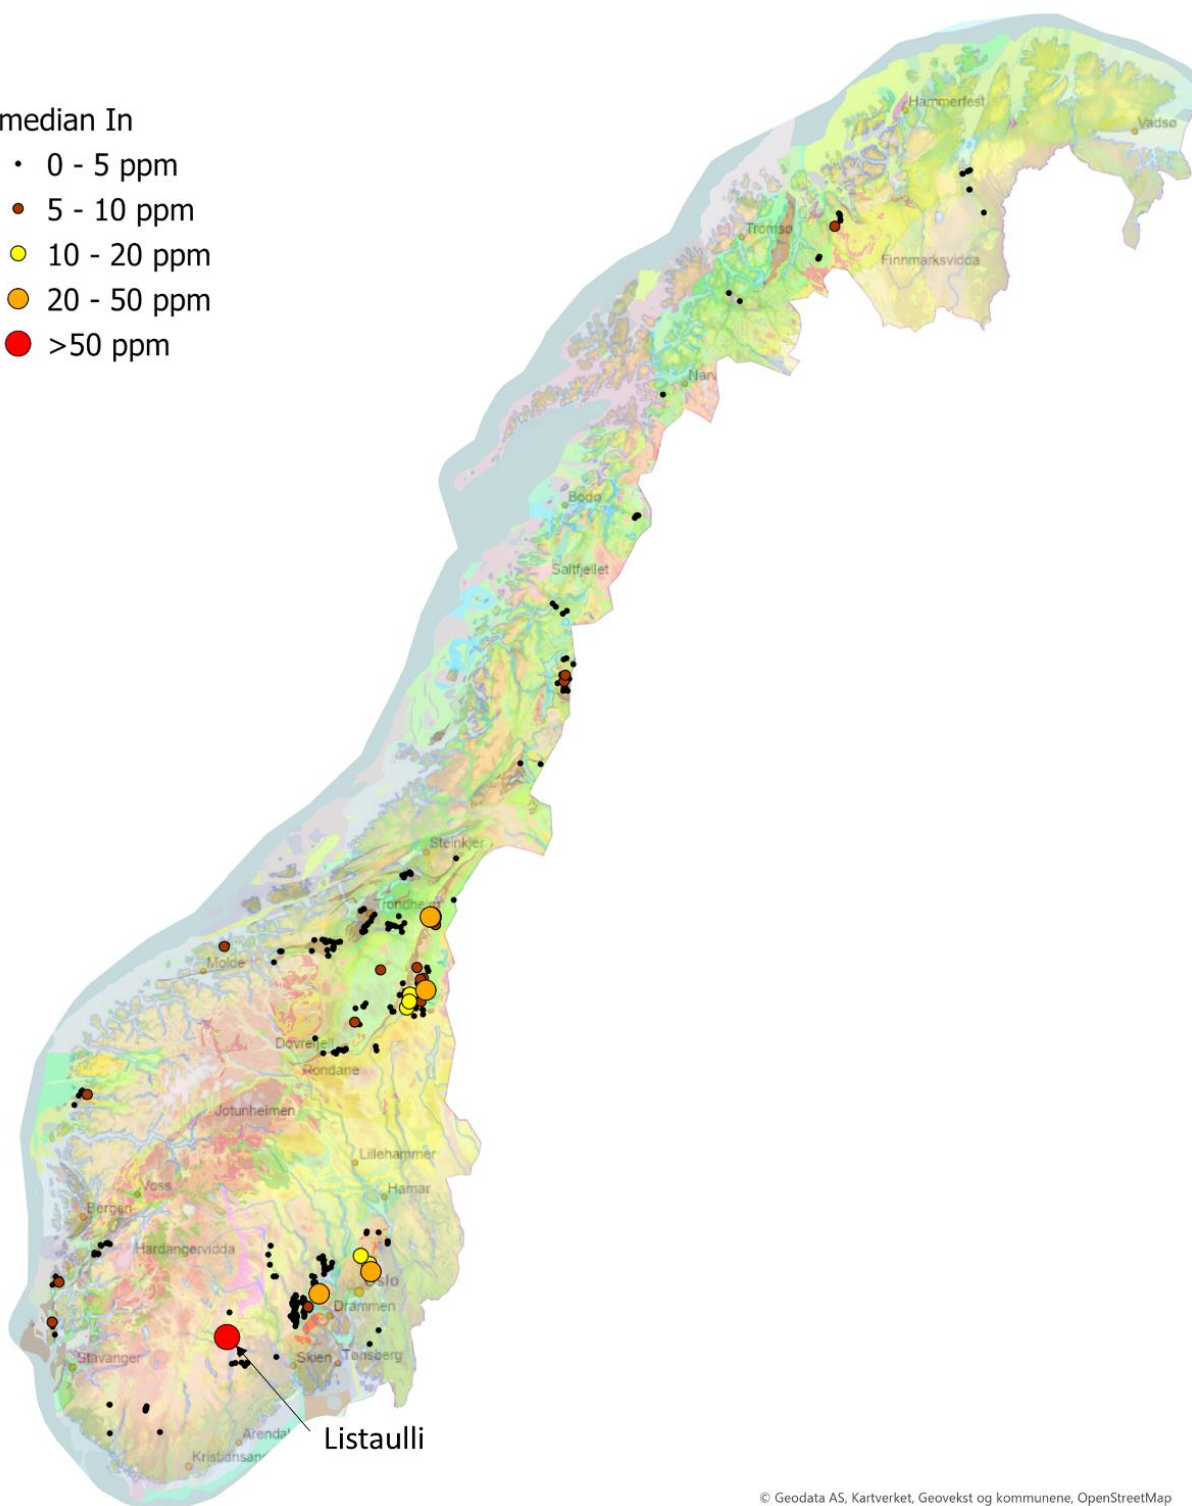 median In
0 - 5 ppm
5 - 10 ppm
10 - 20 ppm
20 - 50 ppm
>50 ppm
Hammerfest
Vadsø
Tromsø
Finnmarksvidda
Narv
Bodø
Saltfjellet
Steinkjer
Trondheim
Molde
Dovrefjell
Rondane
Jotunheimen
Lillehammer
Hamar
Voss
Bergen
Hardangervidda
Oslo
Drammen
Stavanger
Skien
Tønsberg
Listaulli
Arendal
Kristiansand
© Geodata AS, Kartverket, Geovekst og kommunene, OpenStreetMap